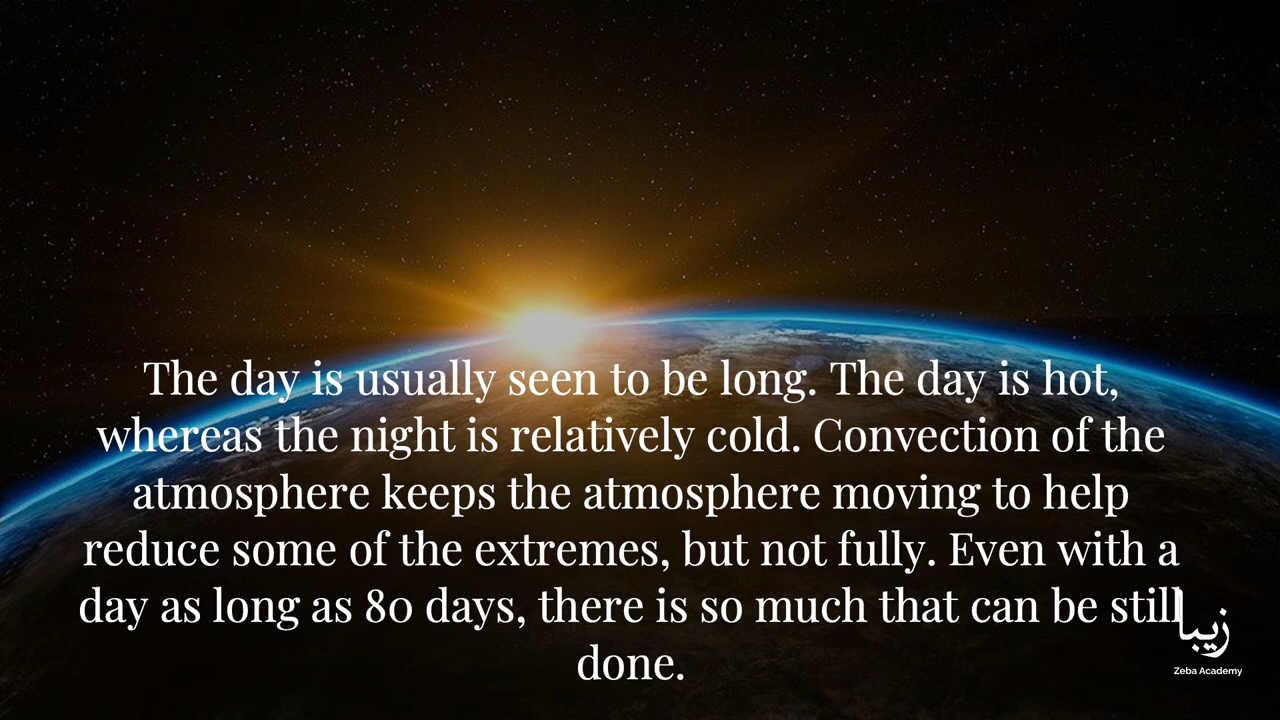 The day is usually seen to be long. The day is hot,
whereas the night is relatively cold. Convection of the
atmosphere keeps the atmosphere moving to help
reduce some of the extremes, but not fully. Even with a
day as long as 80 days, there is so much that can be still
done.
زیبا
Zeba Academy